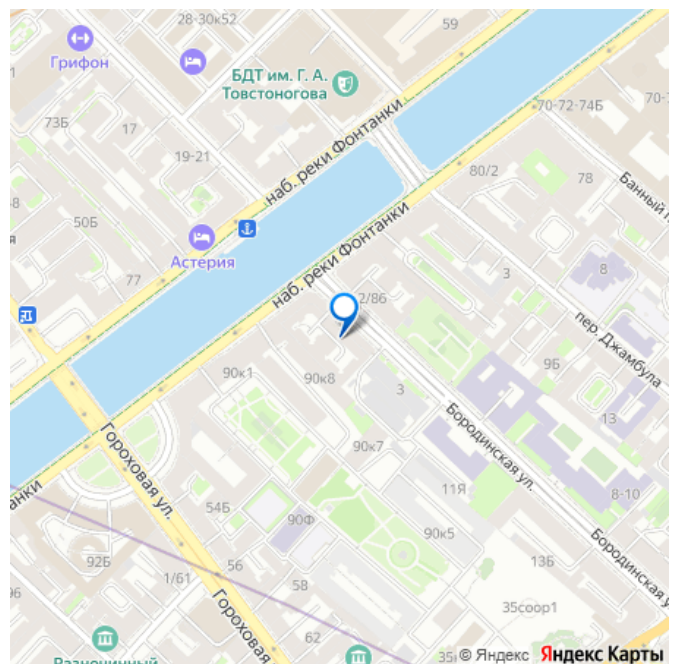 28-30к52
59
Грифон
БДТ им. Г. А.
Товстоногова
70-72-74Б
70-7
73Б
17
19-21
наб. реки Фонтанки
80/2
78
Банный п
50Б
Астерия
77
наб. реки Фонтанки
2/86
3
8
пер. Джамбула
90к1
90к8
3
9Б
13
Гороховая ул.
Бородинская ул.
90к7
11Я
8-10
54Б
90Ф
90к5
Бородинская у
92Б
56
1/61
58
13Б
35соор1
96
Гороховая
62
Разночинный
35
© Яндекс
Яндекс Карты